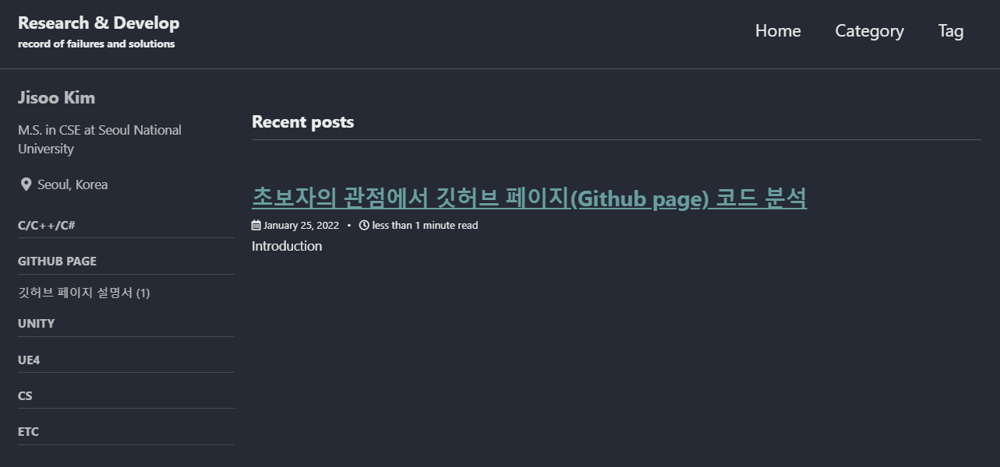 Research & Develop
record of failures and solutions
Home
Category
Tag
Jisoo Kim
M.S. in CSE at Seoul National
University
Seoul, Korea
C/C++/C#
GITHUB PAGE
깃허브 페이지 설명서 (1)
UNITY
UE4
CS
ETC
Recent posts
초보자의 관점에서 깃허브 페이지(Github page) 코드 분석
January 25, 2022 • less than 1 minute read
Introduction